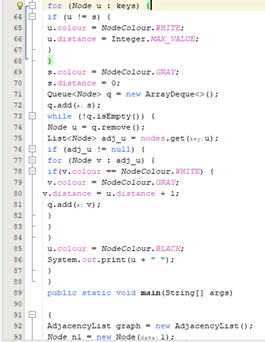 for (Node u : keys) {
64 if (u != s) {
65 u.colour = NodeColour.WHITE;
66 u.distance = Integer.MAX_VALUE;
67 }
68 }
69 s.colour = NodeColour.GRAY;
70 s.distance = 0;
71 Queue<Node> q = new ArrayDeque<>();
72 q.add(e: s);
73 while (!q.isEmpty()) {
74 Node u = q.remove();
75 List<Node> adj_u = nodes.get(key:u);
76 if (adj_u != null) {
77 for (Node v : adj_u) {
78 if(v.colour == NodeColour.WHITE) {
79 v.colour = NodeColour.GRAY;
80 v.distance = u.distance + 1;
81 q.add(e: v);
82 }
83 }
84 }
85 u.colour = NodeColour.BLACK;
86 System.out.print(u + " ");
87 }
88 }
89 public static void main(String[] args)
90
91 {
92 AdjacencyList graph = new AdjacencyList();
93 Node n1 = new Node(data: 1);